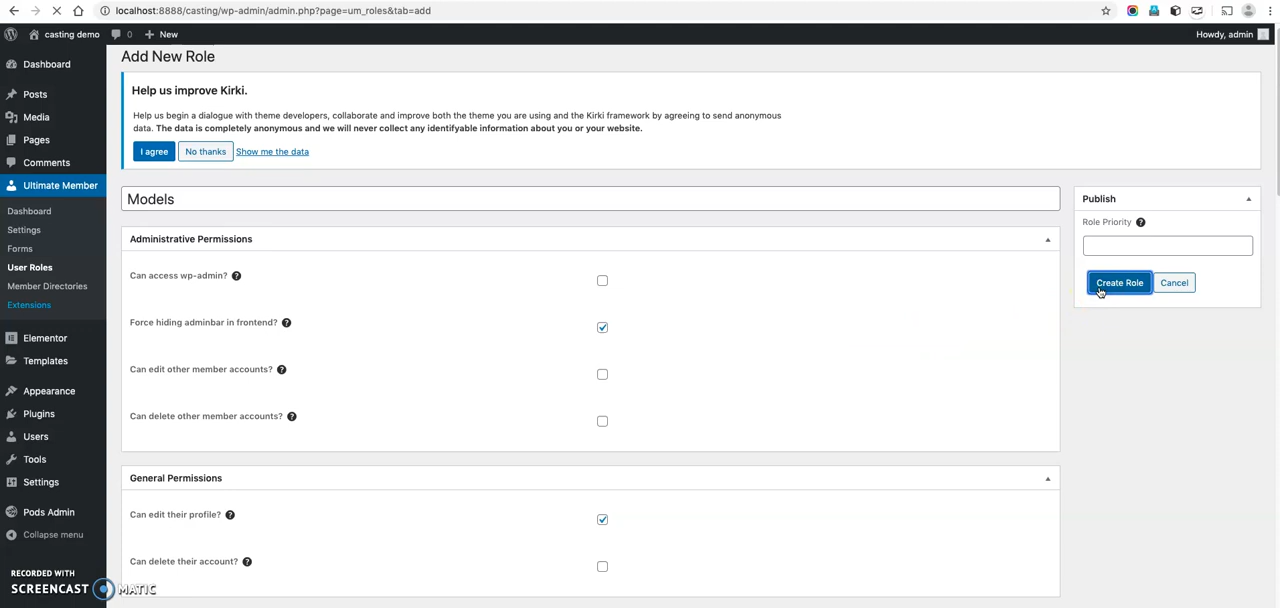 localhost:8888/casting/wp-admin/admin.php?page=um_roles&tab=add
casting demo
0
New
Howdy, admin
Dashboard
Posts
Media
Pages
Comments
Ultimate Member
Dashboard
Settings
Forms
User Roles
Member Directories
Extensions
Elementor
Templates
Appearance
Plugins
Users
Tools
Settings
Pods Admin
Collapse menu
RECORDED WITH
SCREENCAST MATIC
Add New Role
Help us improve Kirki.
Help us begin a dialogue with theme developers, collaborate and improve both the theme you are using and the Kirki framework by agreeing to send anonymous
data. The data is completely anonymous and we will never collect any identifyable information about you or your website.
I agree
No thanks
Show me the data
Models
Administrative Permissions
Can access wp-admin? ?
Force hiding adminbar in frontend? ?
Can edit other member accounts? ?
Can delete other member accounts? ?
General Permissions
Can edit their profile? ?
Can delete their account? ?
Publish
Role Priority ?
Create Role
Cancel